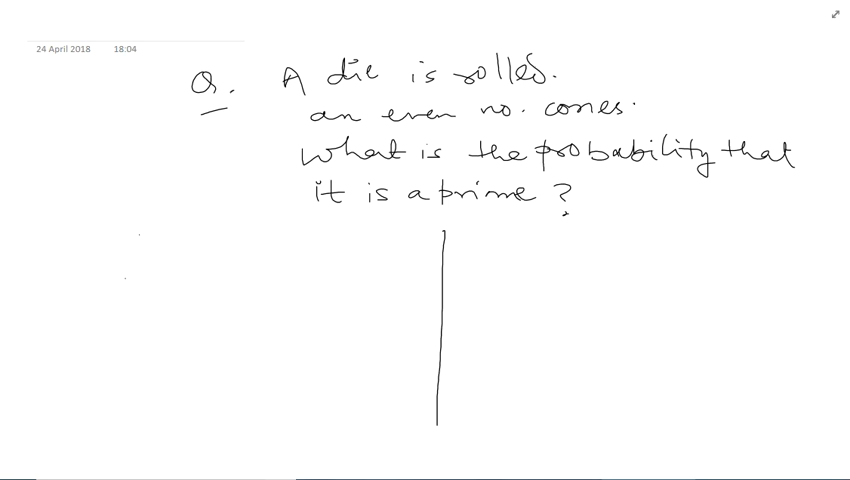 24 April 2018 18:04
Q. A die is rolled.
an even no. comes.
What is the probability that
it is a prime?